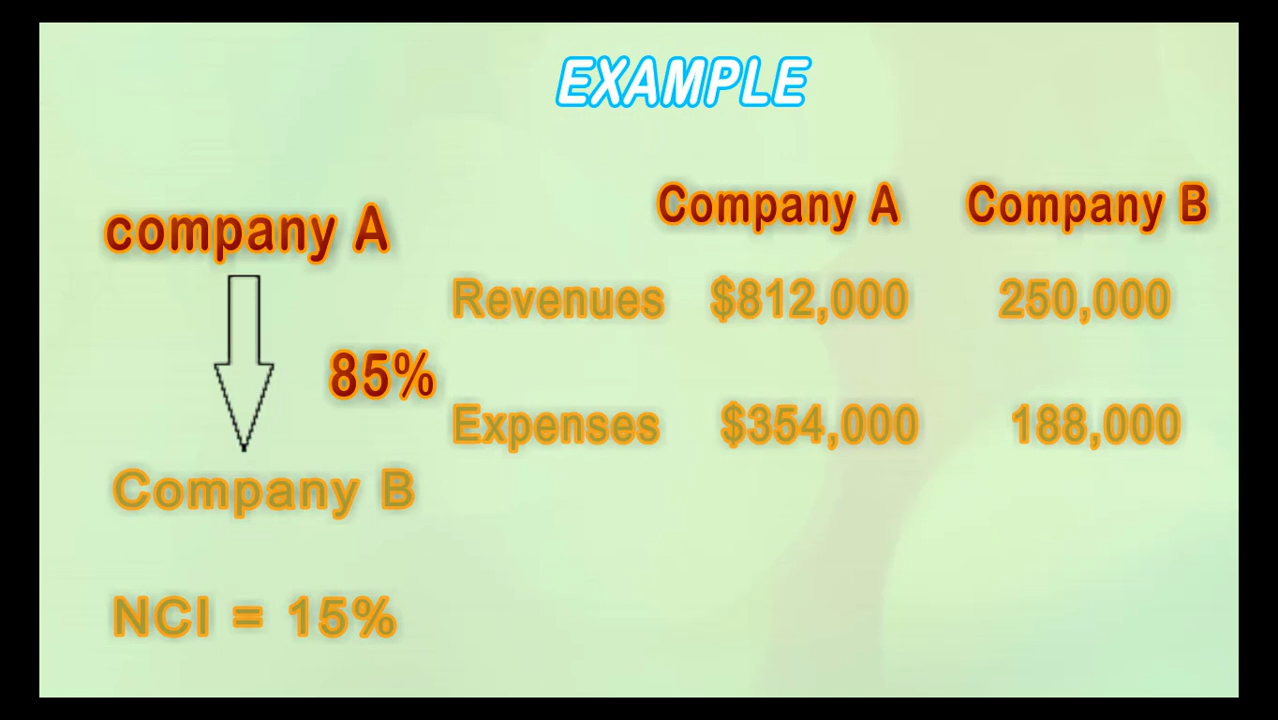 EXAMPLE
company A
85%
Company B
NCI = 15%
Company A Company B
Revenues $812,000 250,000
Expenses $354,000 188,000